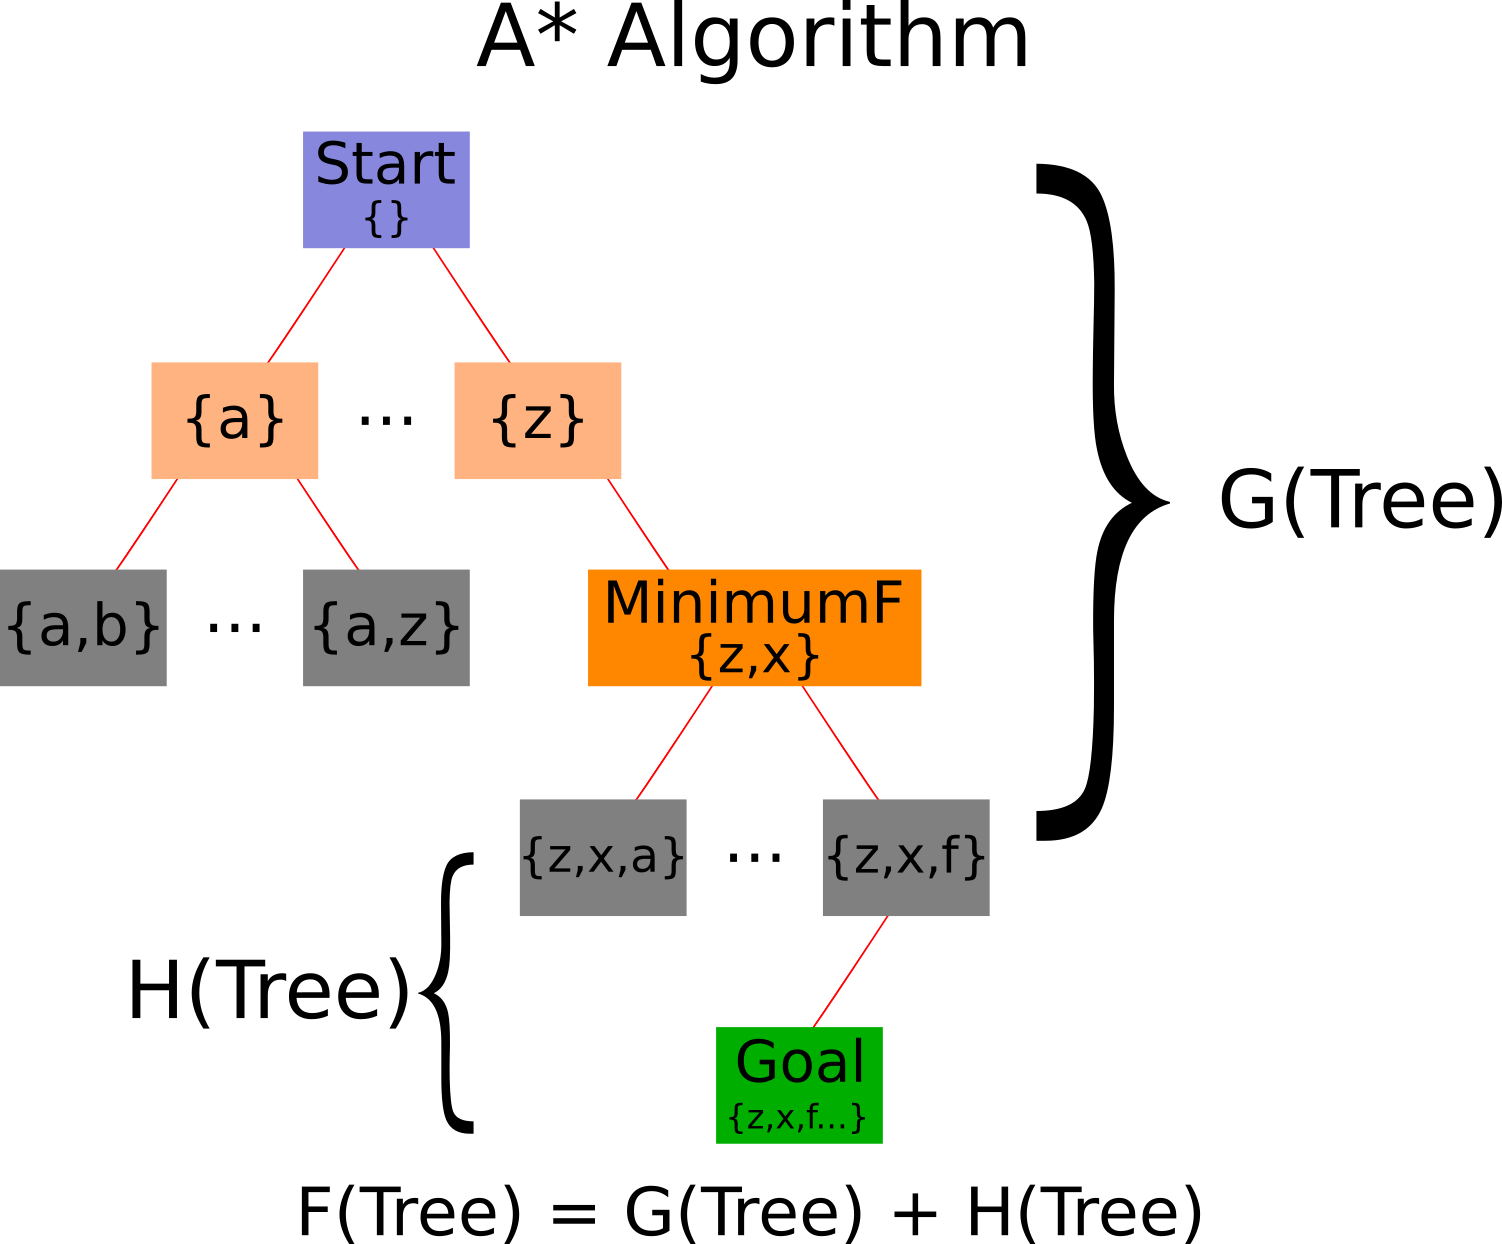 A* Algorithm
Start
{}
{a} ... {z}
{a,b} ... {a,z}
MinimumF
{z,x}
G(Tree)
{z,x,a} ... {z,x,f}
H(Tree)
Goal
{z,x,f...}
F(Tree) = G(Tree) + H(Tree)